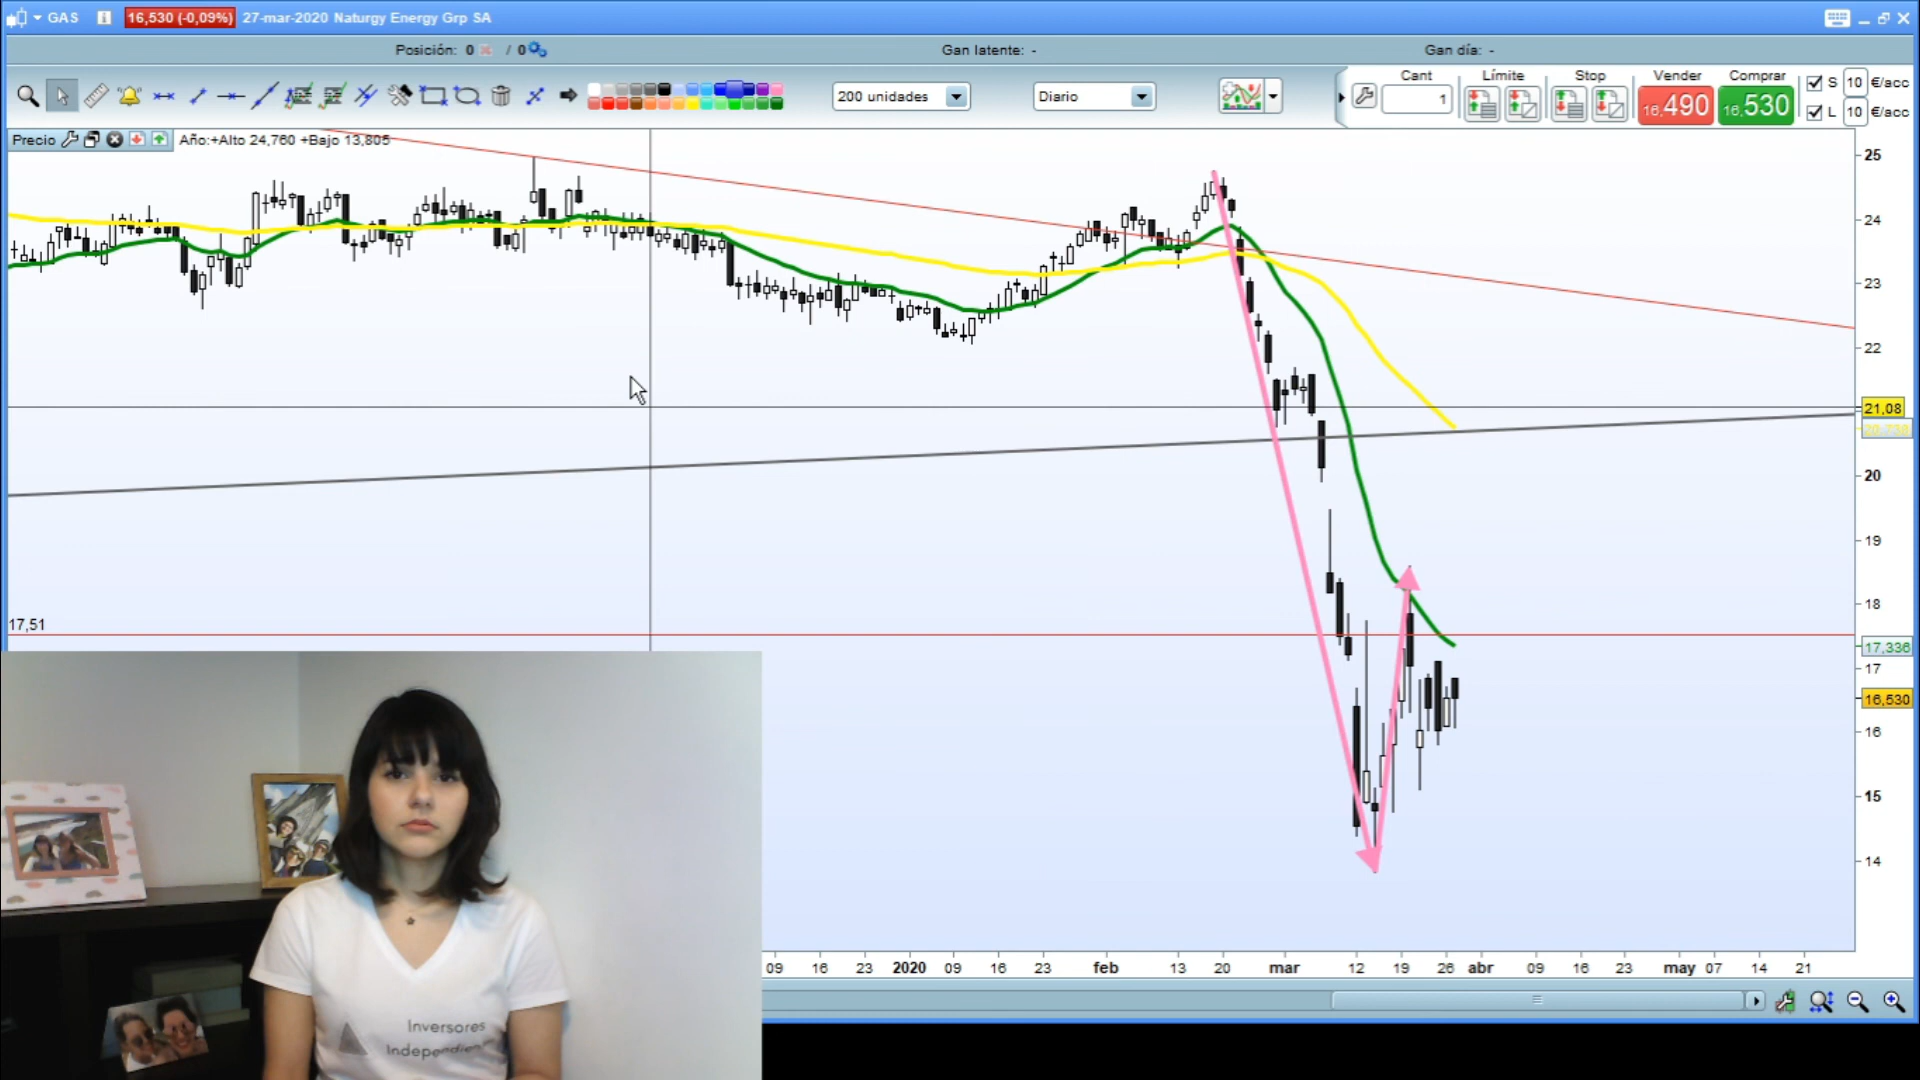 GAS 16,530 (-0,09%) 27-mar-2020 Naturgy Energy Grp SA
Posición: 0 / 0 Gan latente: - Gan día: -
200 unidades Diario
Cant Límite Stop Vender Comprar
1 16,490 16,530
S 10 €/acc
L 10 €/acc
Precio Año:+Alto 24,760 +Bajo 13,805
25
24
23
22
21,08
20,738
20
19
18
17,51
17,336
17
16,530
16
15
14
09 16 23 2020 09 16 23 feb 13 20 mar 12 19 26 abr 09 16 23 may 07 14 21
Inversores